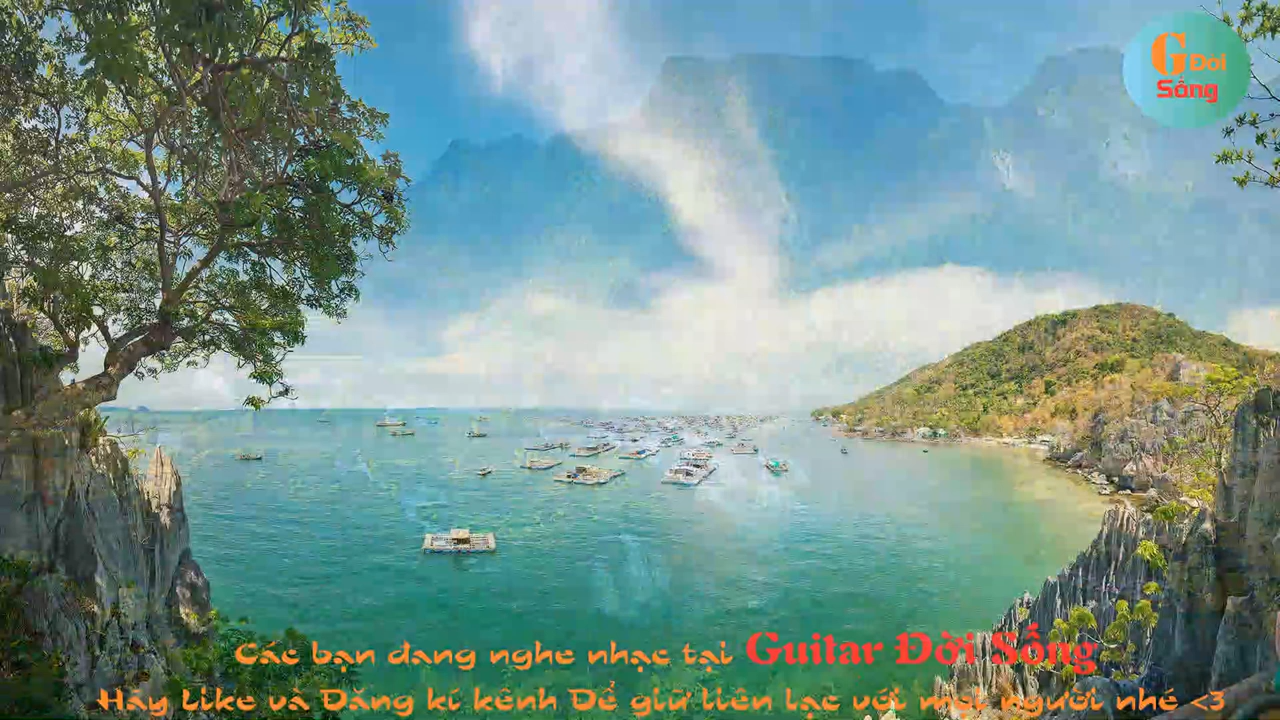 G Đời
Sống
Các bạn đang nghe nhạc tại Guitar Đời Sống
Hãy Like và Đăng kí kênh Để giữ liên lạc với mọi người nhé <3